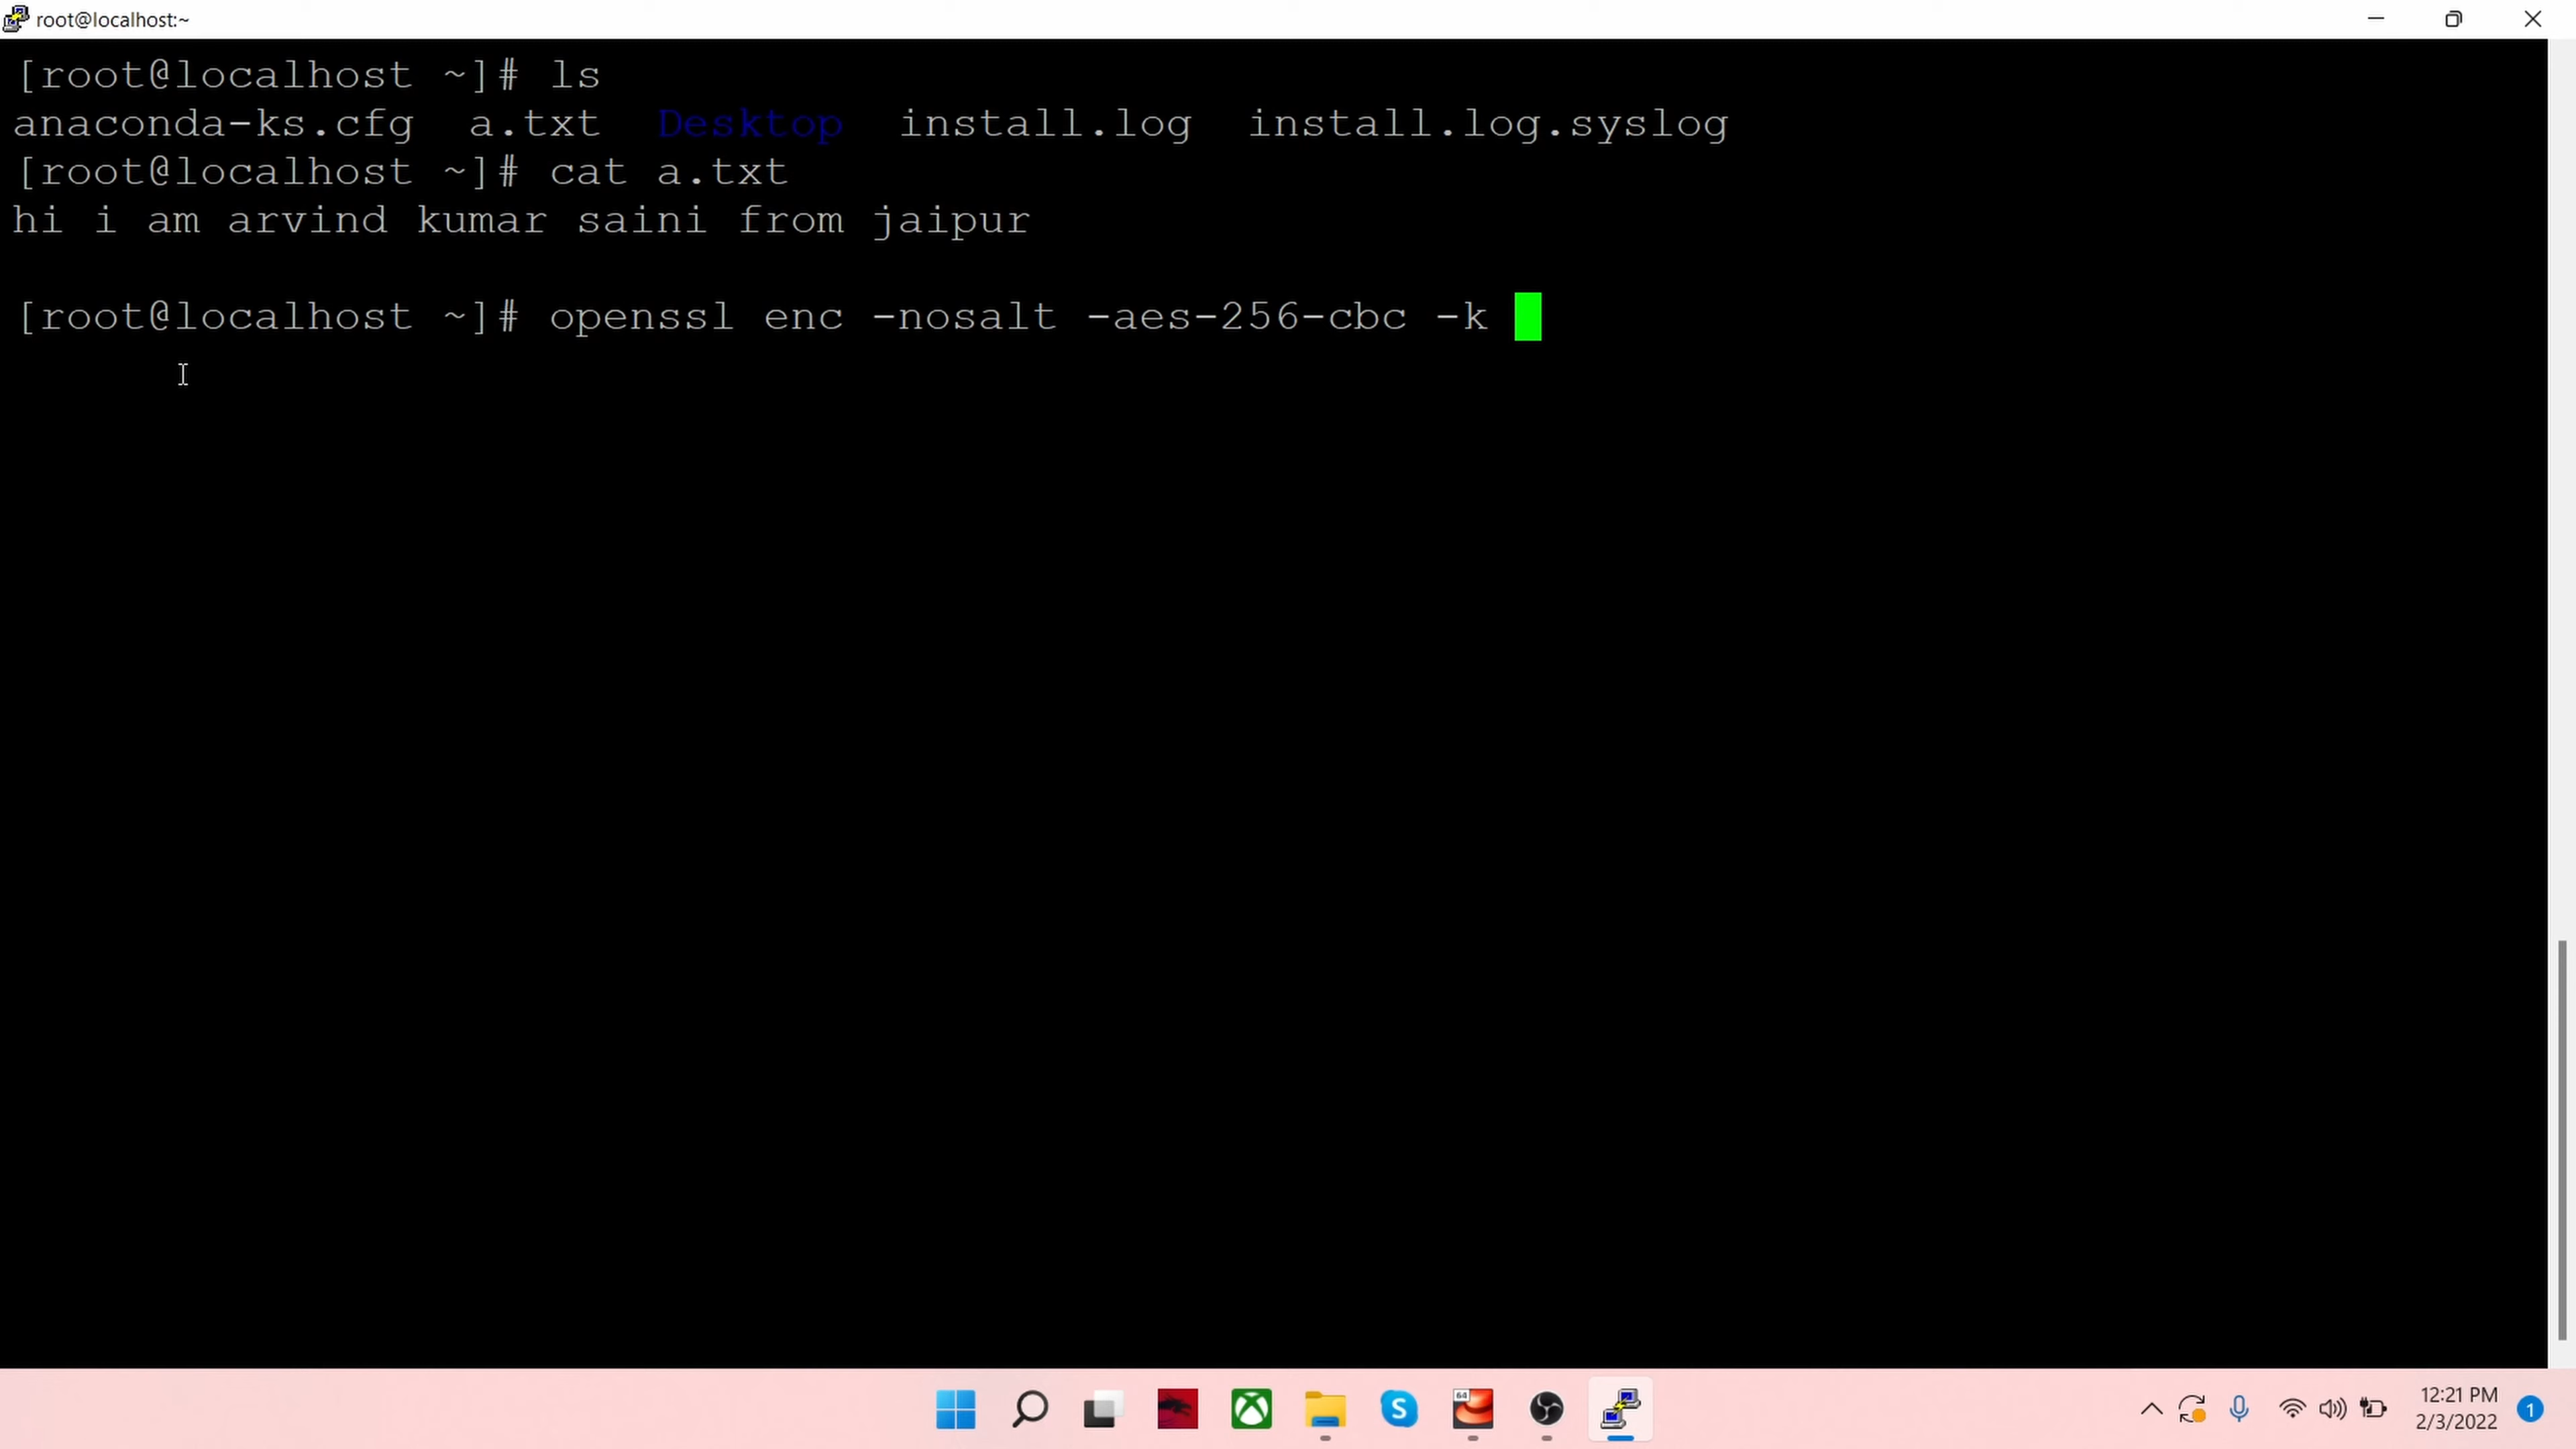 root@localhost:~
[root@localhost ~]# ls
anaconda-ks.cfg  a.txt  Desktop  install.log  install.log.syslog
[root@localhost ~]# cat a.txt
hi i am arvind kumar saini from jaipur
[root@localhost ~]# openssl enc -nosalt -aes-256-cbc -k
64
S
12:21 PM
2/3/2022
1